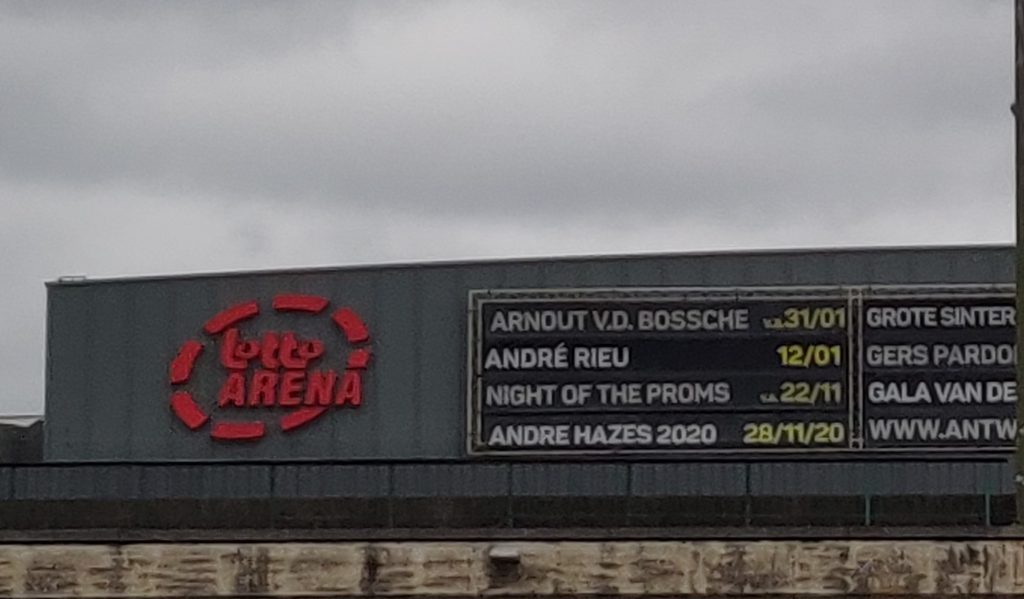 Lotto
ARENA
ARNOUT V.D. BOSSCHE v.a. 31/01
ANDRÉ RIEU 12/01
NIGHT OF THE PROMS v.a. 22/11
ANDRE HAZES 2020 28/11/20
GROTE SINTER
GERS PARDO
GALA VAN DE
WWW.ANTW